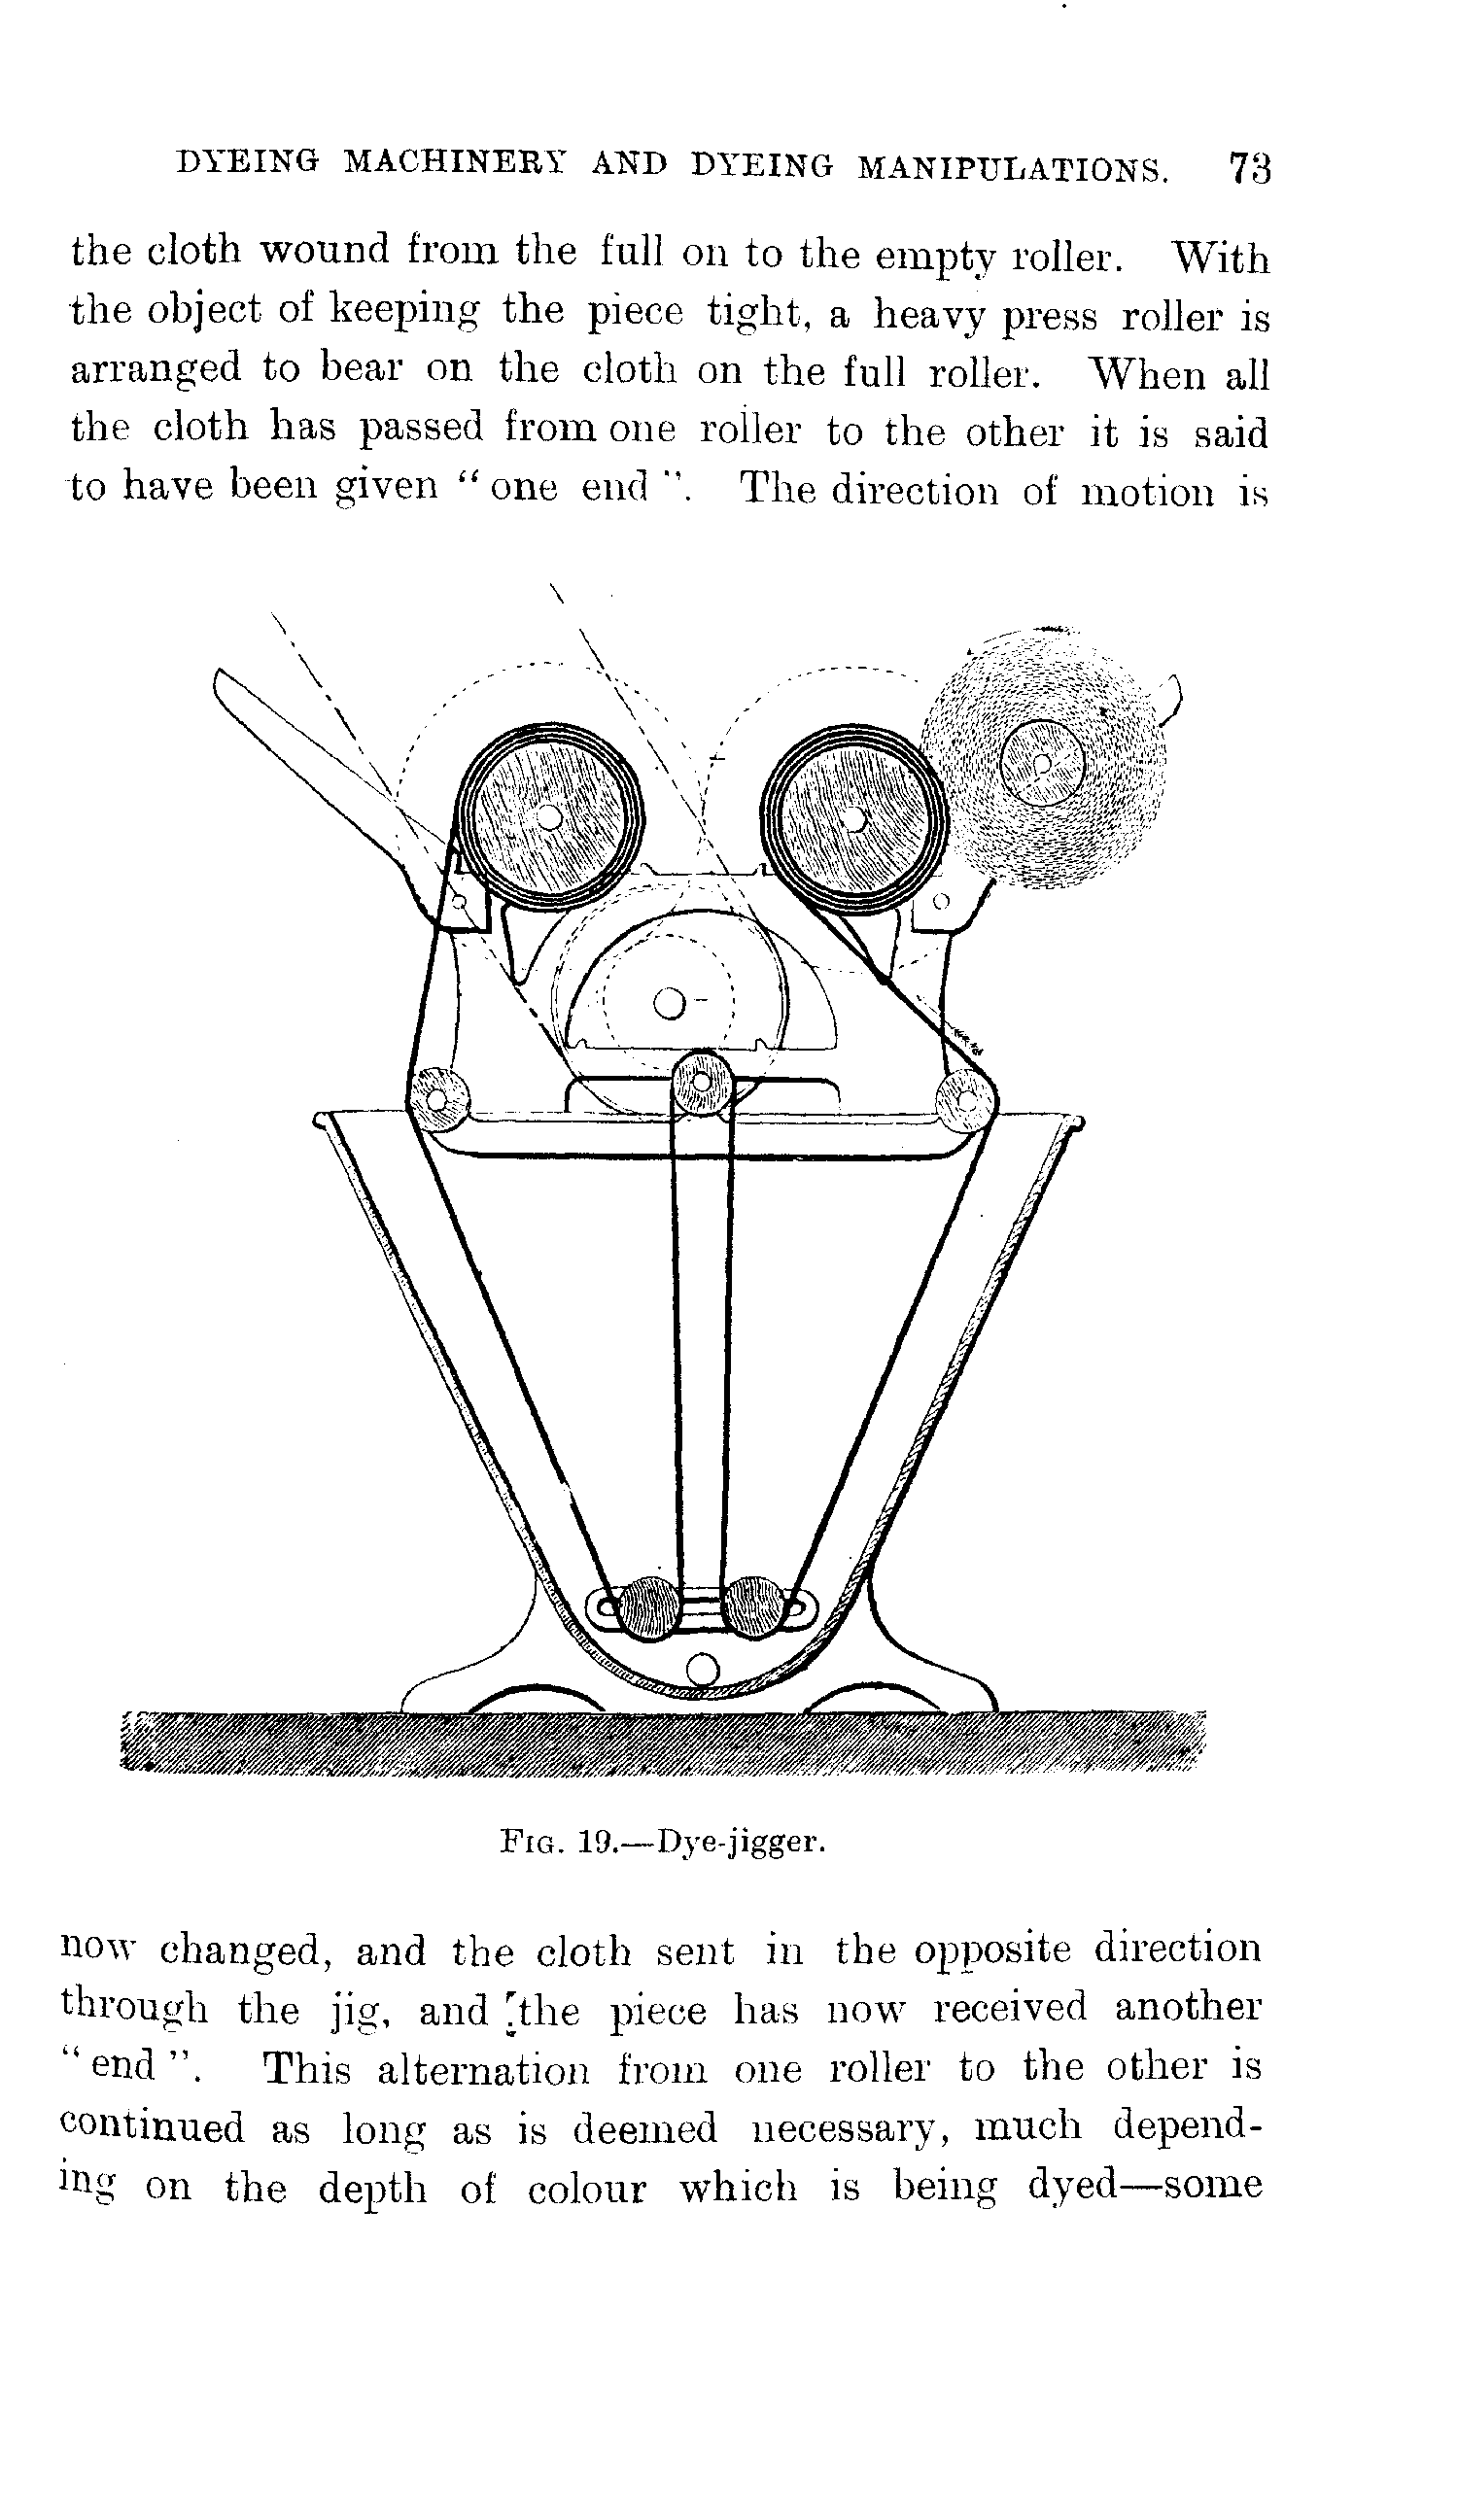 DYEING MACHINERY AND DYEING MANIPULATIONS. 73
the cloth wound from the full on to the empty roller. With
the object of keeping the piece tight, a heavy press roller is
arranged to bear on the cloth on the full roller. When all
the cloth has passed from one roller to the other it is said
to have been given “ one end ”. The direction of motion is
FIG. 19.—Dye-jigger.
now changed, and the cloth sent in the opposite direction
through the jig, and the piece has now received another
“ end ”. This alternation from one roller to the other is
continued as long as is deemed necessary, much depend-
ing on the depth of colour which is being dyed—some